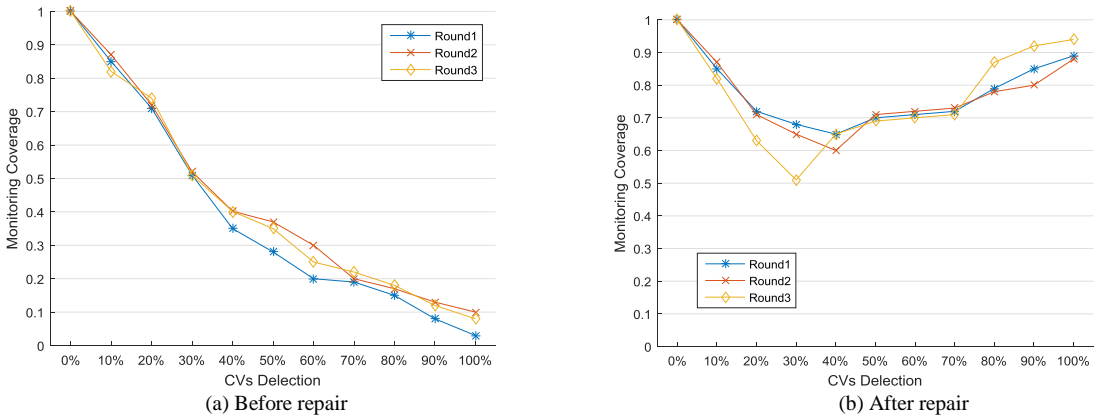 1
0.9
0.8
0.7
0.6
0.5
0.4
0.3
0.2
0.1
0
Monitoring Coverage
Round1
Round2
Round3
0% 10% 20% 30% 40% 50% 60% 70% 80% 90% 100%
CVs Delection
(a) Before repair
1
0.9
0.8
0.7
0.6
0.5
0.4
0.3
0.2
0.1
0
Monitoring Coverage
Round1
Round2
Round3
0% 10% 20% 30% 40% 50% 60% 70% 80% 90% 100%
CVs Delection
(b) After repair